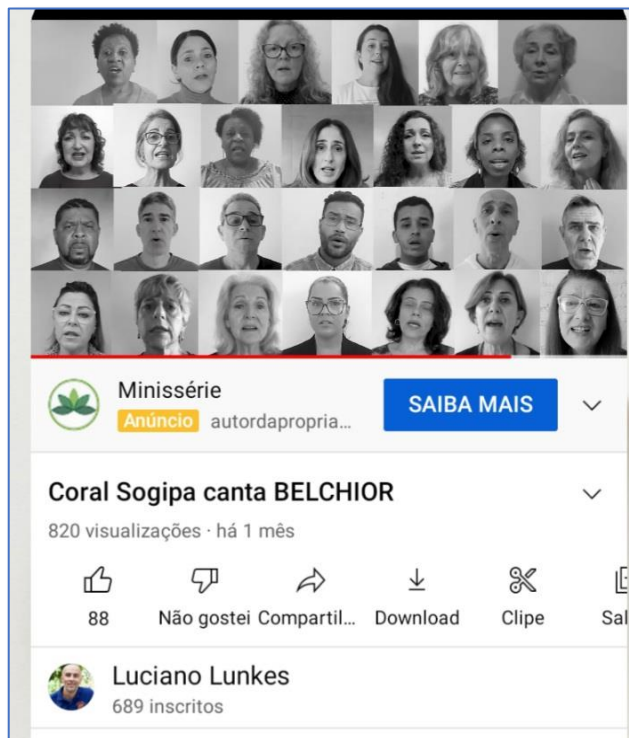 Minissérie
Anúncio autordapropria...
SAIBA MAIS
Coral Sogipa canta BELCHIOR
820 visualizações · há 1 mês
88
Não gostei
Compartil...
Download
Clipe
Sal
Luciano Lunkes
689 inscritos